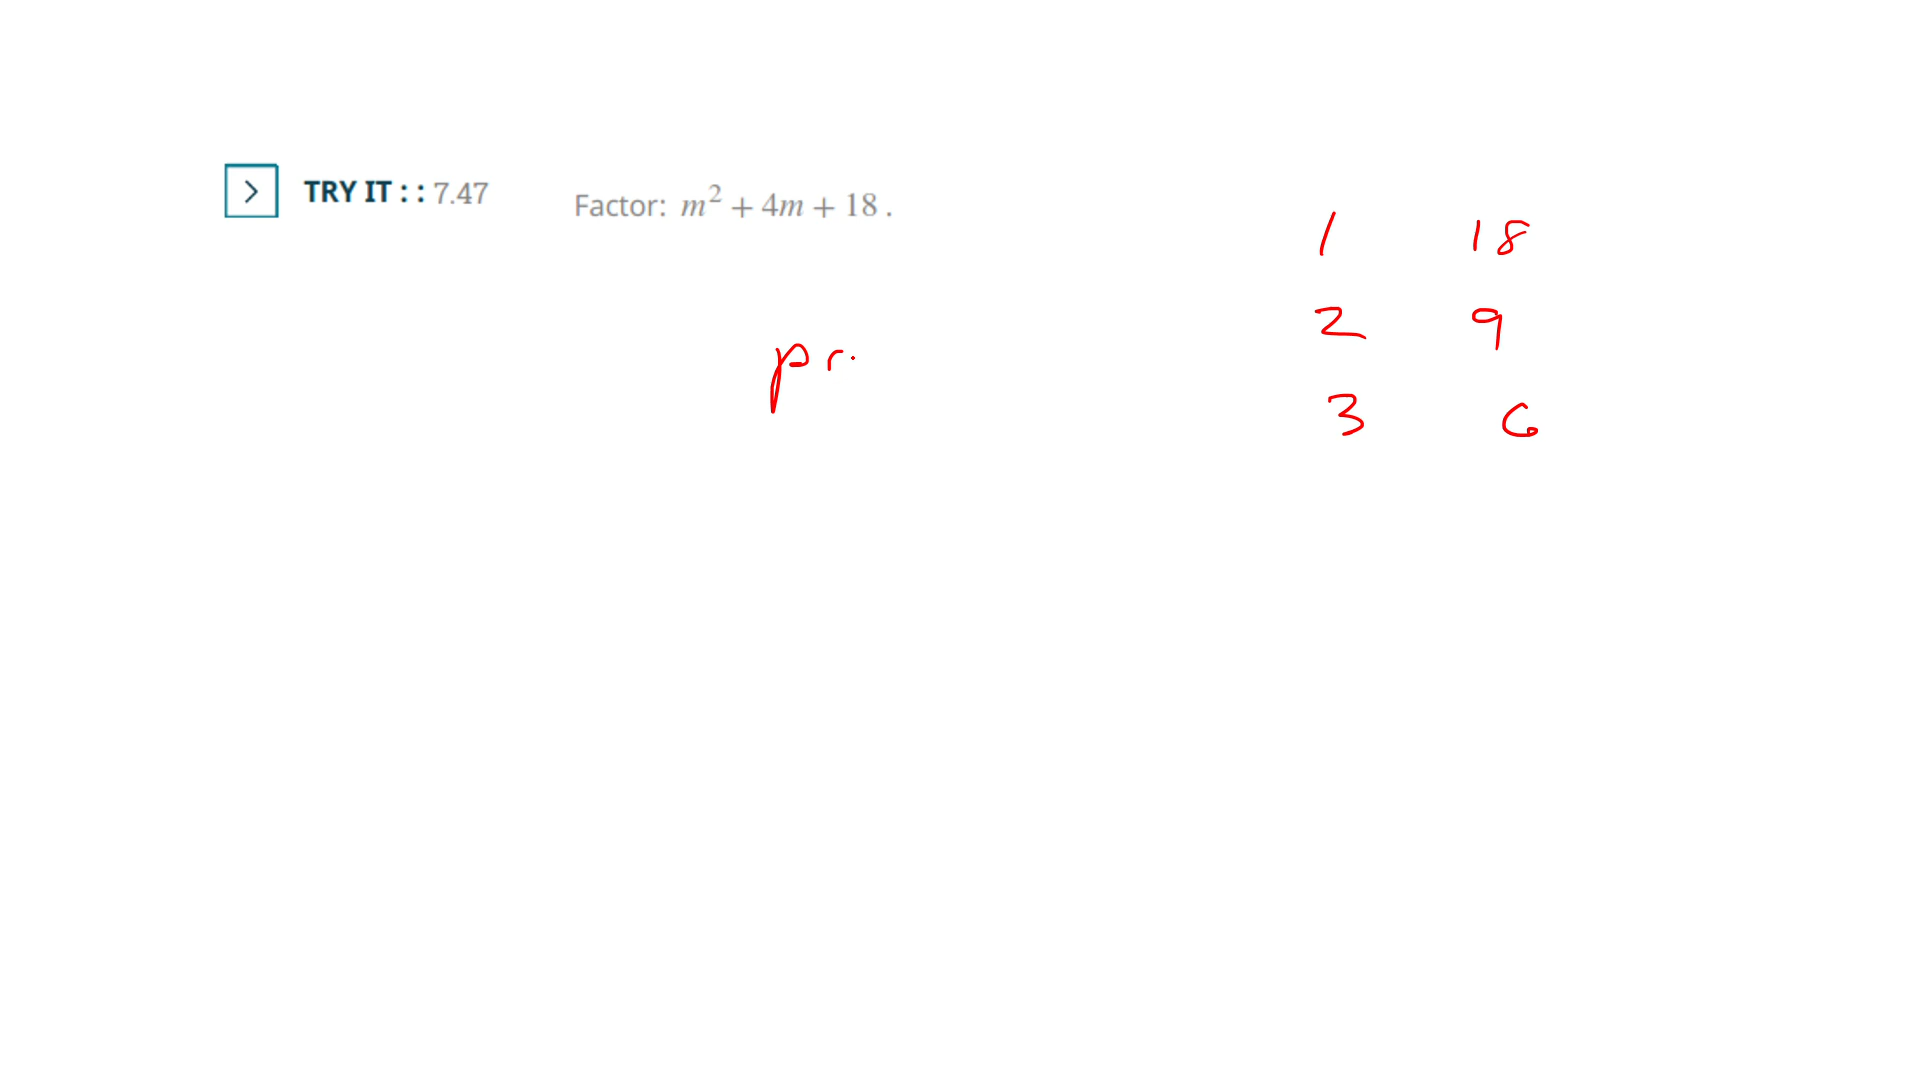 TRY IT : : 7.47 Factor: m² + 4m + 18 .
1 18
2 9
pr.
3 6